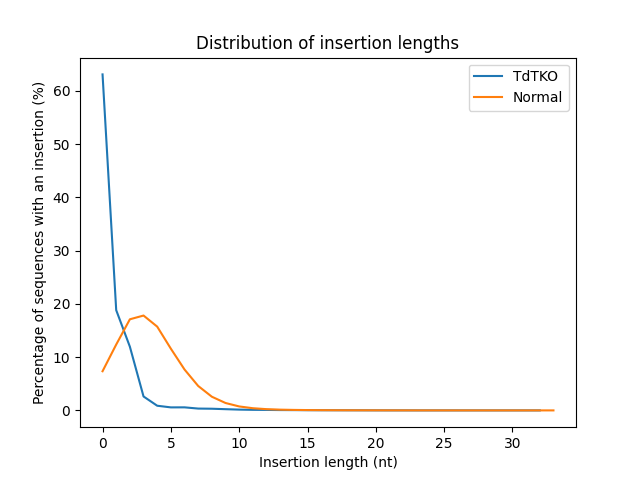 Distribution of insertion lengths
TdTKO
Normal
Percentage of sequences with an insertion (%)
60
50
40
30
20
10
0
0 5 10 15 20 25 30
Insertion length (nt)